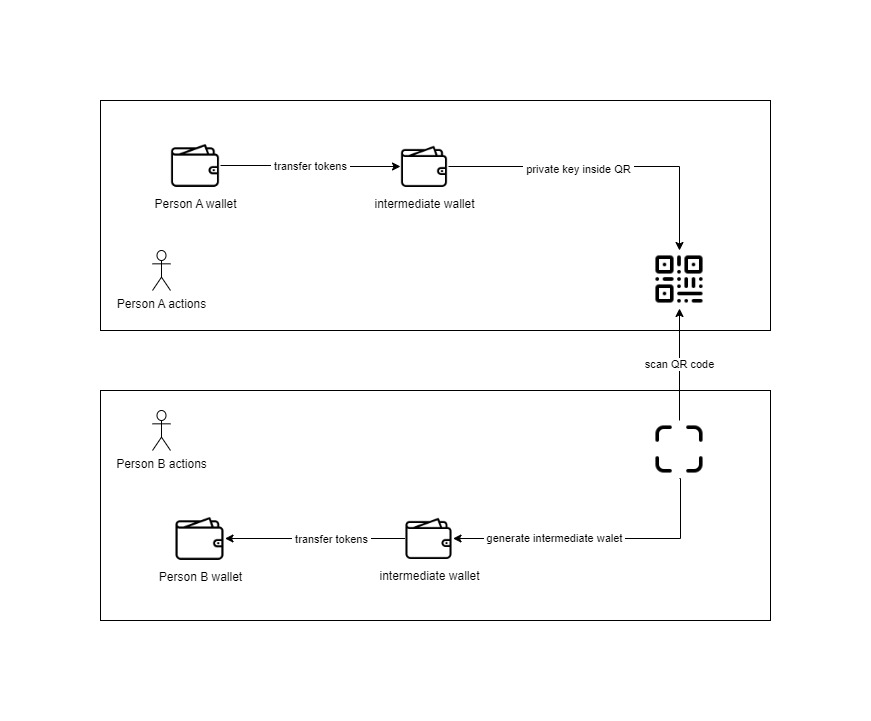 transfer tokens
private key inside QR
Person A wallet
intermediate wallet
Person A actions
scan QR code
Person B actions
transfer tokens
generate intermediate walet
Person B wallet
intermediate wallet